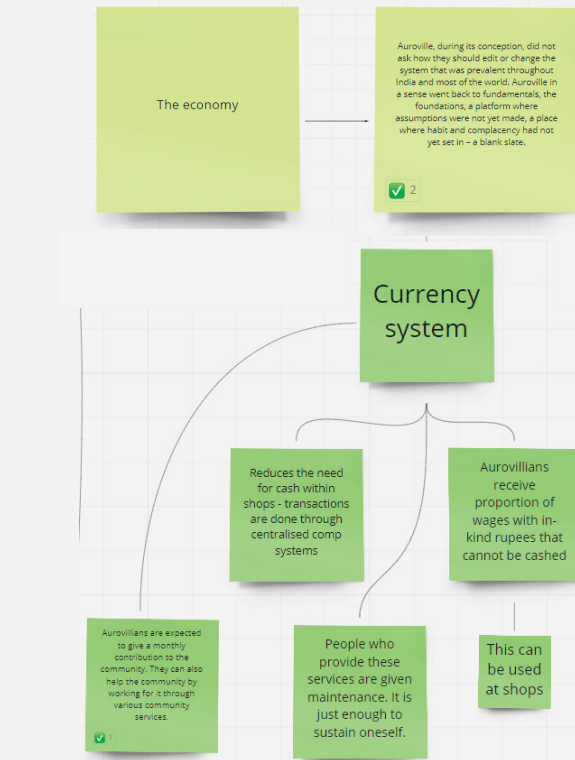 The economy
Auroville, during its conception, did not
ask how they should edit or change the
system that was prevalent throughout
India and most of the world. Auroville in
a sense went back to fundamentals, the
foundations, a platform where
assumptions were not yet made, a place
where habit and complacency had not
yet set in – a blank slate.
2
Currency
system
Reduces the need
for cash within
shops - transactions
are done through
centralised comp
systems
Aurovillians
receive
proportion of
wages with in-
kind rupees that
cannot be cashed
Aurovillians are expected
to give a monthly
contribution to the
community. They can also
help the community by
working for it through
various community
services.
1
People who
provide these
services are given
maintenance. It is
just enough to
sustain oneself.
This can
be used
at shops